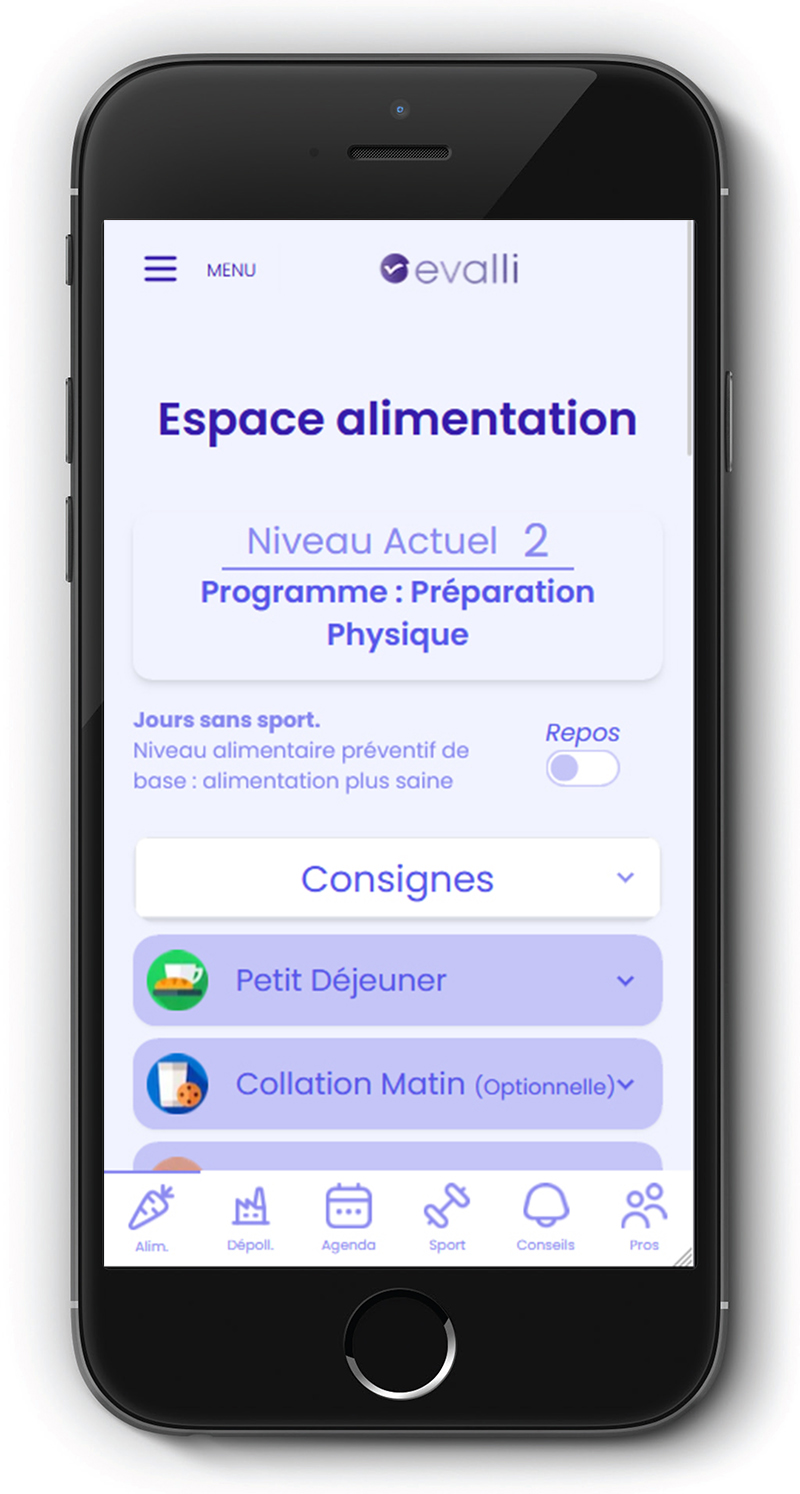 MENU
evalli
Espace alimentation
Niveau Actuel 2
Programme : Préparation
Physique
Jours sans sport.
Niveau alimentaire préventif de
base : alimentation plus saine
Repos
Consignes
Petit Déjeuner
Collation Matin (Optionnelle)
Alim.
Dépoll.
Agenda
Sport
Conseils
Pros